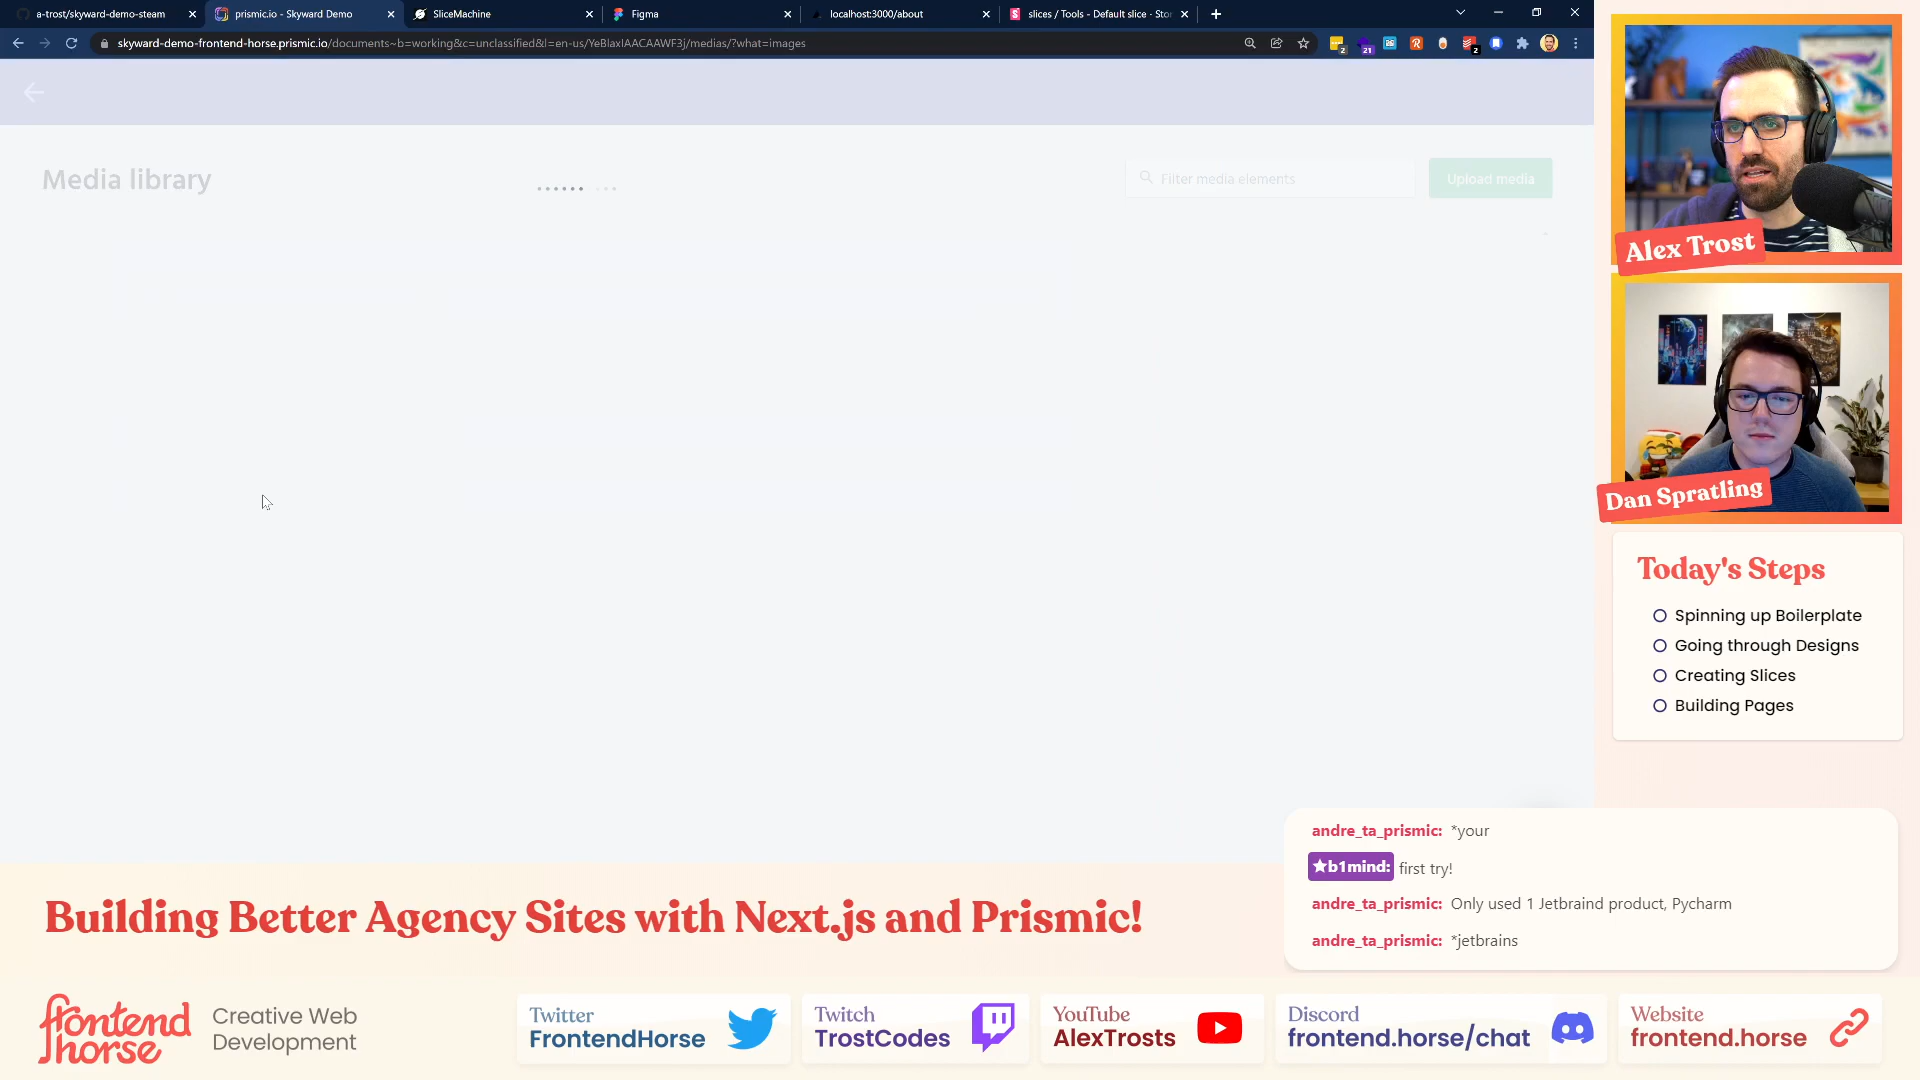 a-trost/skyward-demo-steam
prismic.io - Skyward Demo
SliceMachine
Figma
localhost:3000/about
slices / Tools - Default slice - Sto
skyward-demo-frontend-horse.prismic.io/documents~b=working&c=unclassified&l=en-us/YeBlaxIAACAAWF3j/medias/?what=images
2
21
2
Media library
Filter media elements
Upload media
Alex Trost
Dan Spratling
Today's Steps
Spinning up Boilerplate
Going through Designs
Creating Slices
Building Pages
andre_ta_prismic: *your
b1mind: first try!
andre_ta_prismic: Only used 1 Jetbraind product, Pycharm
andre_ta_prismic: *jetbrains
Building Better Agency Sites with Next.js and Prismic!
frontend
horse
Creative Web
Development
Twitter
FrontendHorse
Twitch
TrostCodes
YouTube
AlexTrosts
Discord
frontend.horse/chat
Website
frontend.horse